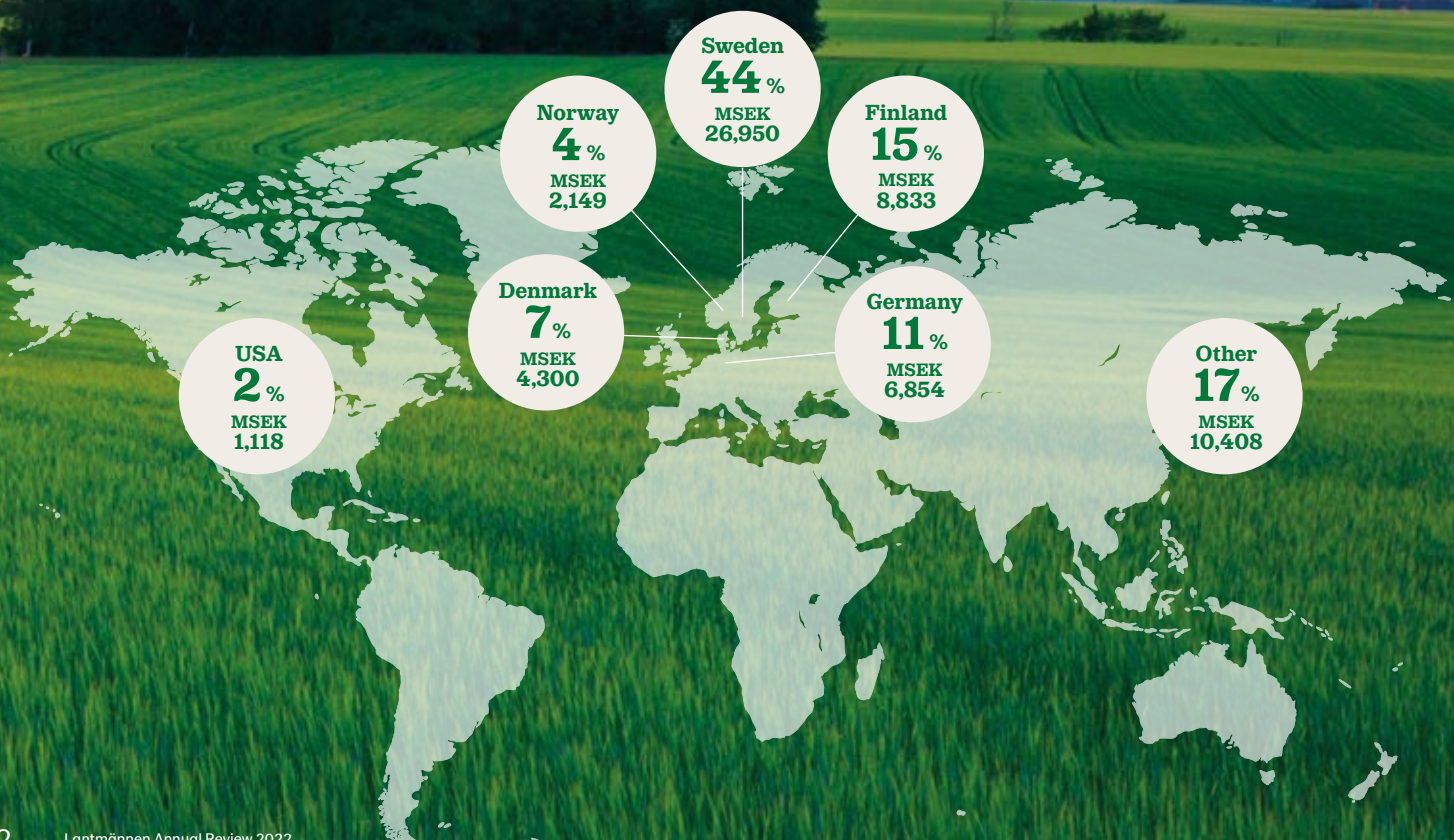 Sweden
44 %
MSEK
26,950
Norway
4 %
MSEK
2,149
Finland
15 %
MSEK
8,833
Denmark
7 %
MSEK
4,300
Germany
11 %
MSEK
6,854
USA
2 %
MSEK
1,118
Other
17 %
MSEK
10,408
Lantmännen Annual Review 2022